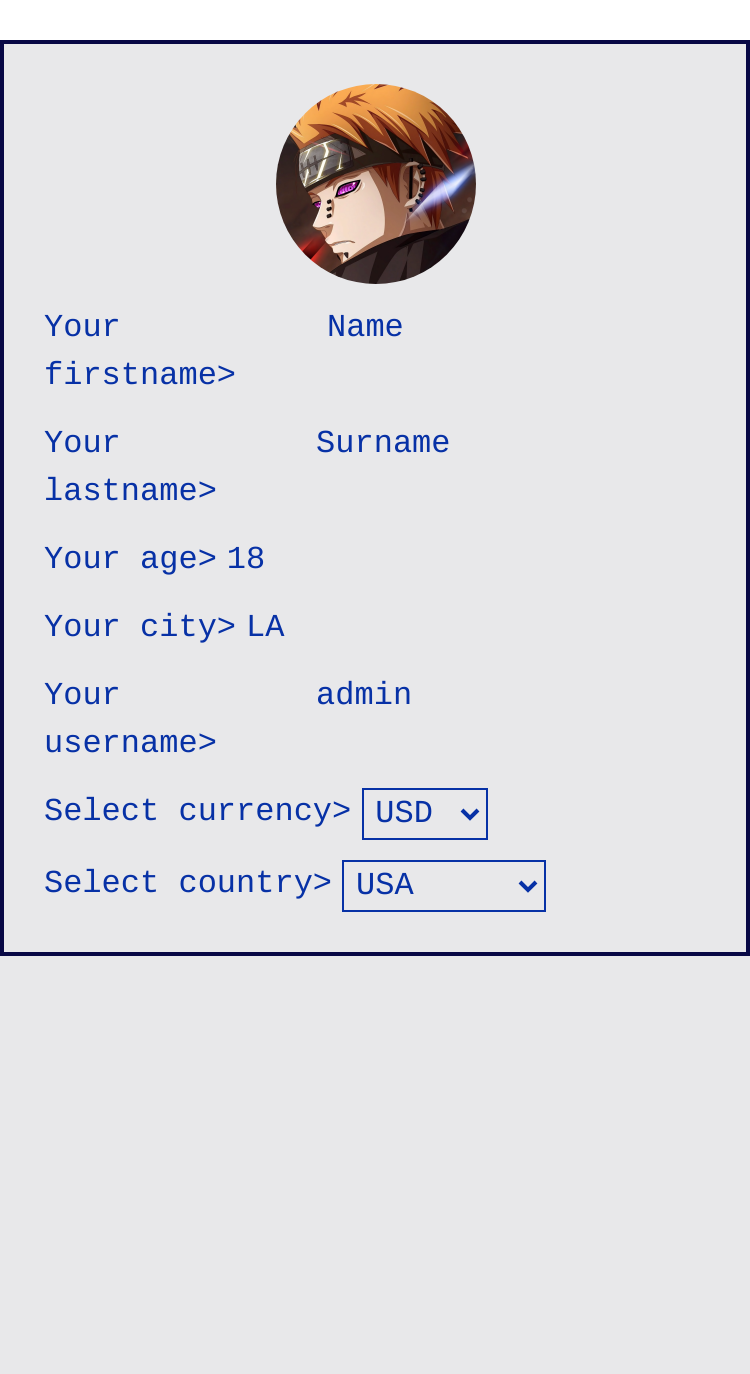 Your Name
firstname>
Your Surname
lastname>
Your age> 18
Your city> LA
Your admin
username>
Select currency> USD
Select country> USA